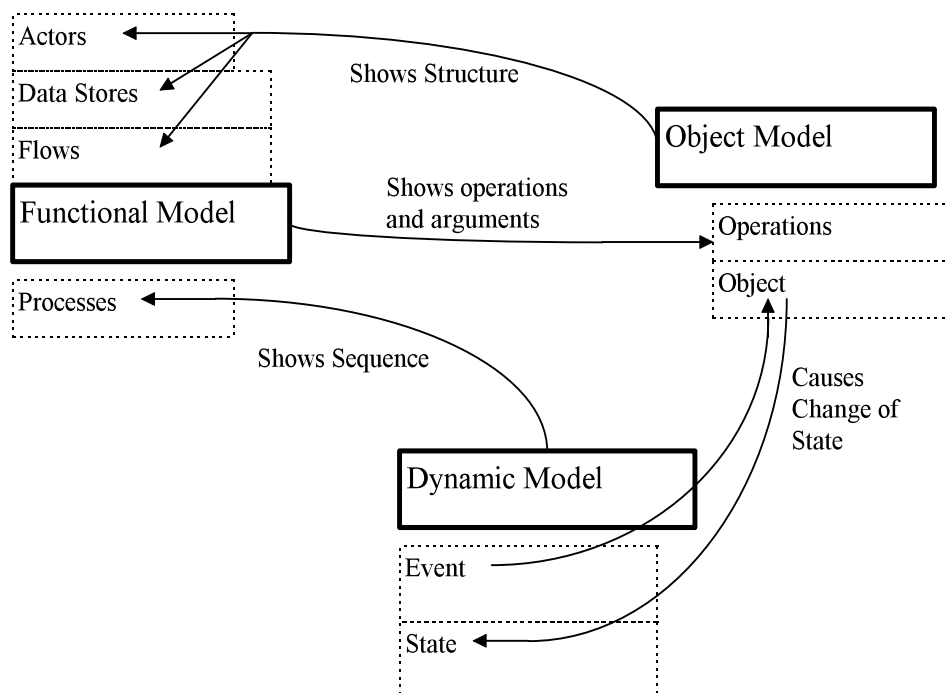 Actors
Shows Structure
Data Stores
Object Model
Flows
Shows operations
and arguments
Functional Model
Operations
Object
Processes
Shows Sequence
Causes
Change of
State
Dynamic Model
Event
State